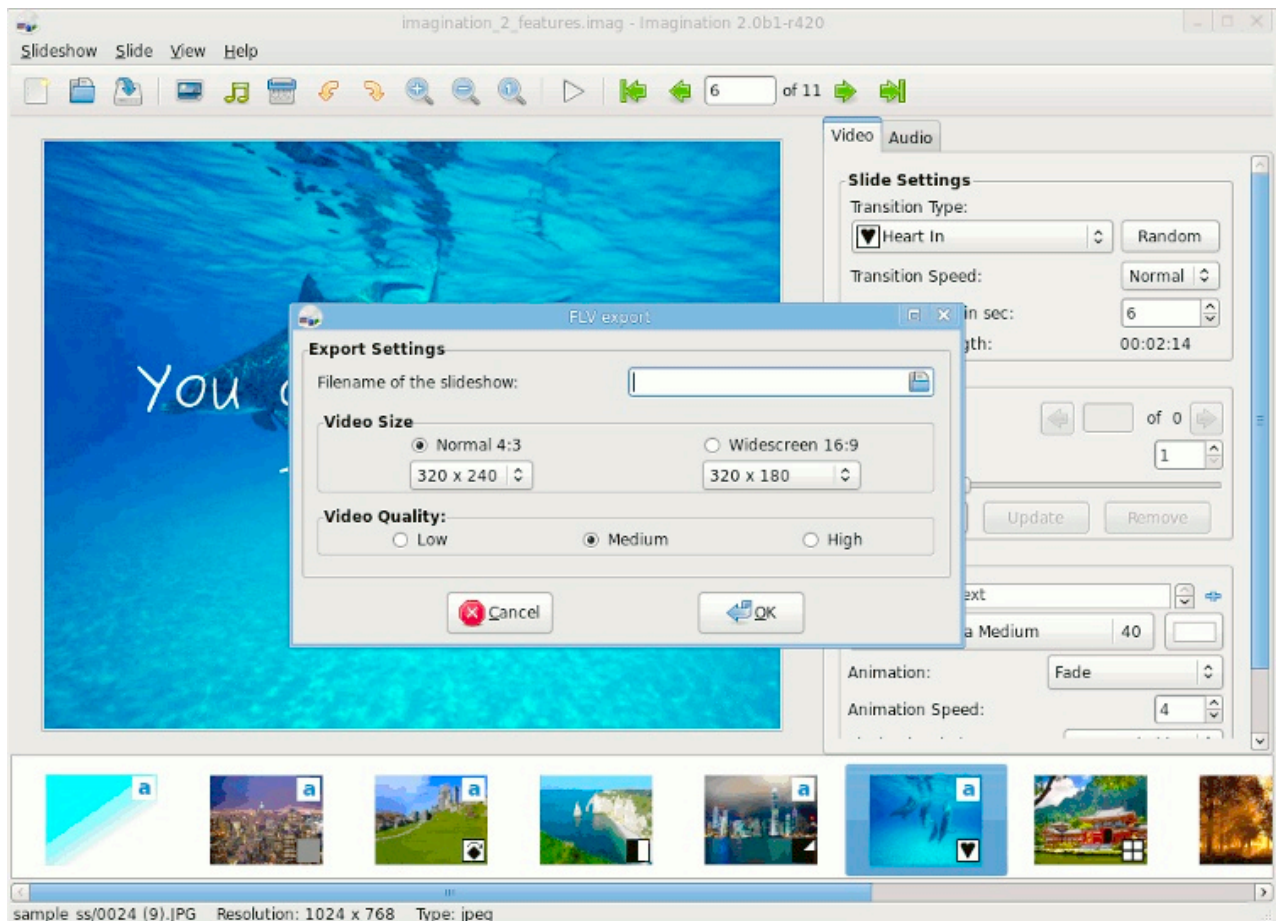 imagination_2_features.imag - Imagination 2.0b1-r420
Slideshow Slide View Help
6 of 11
Video Audio
Slide Settings
Transition Type:
Heart In Random
Transition Speed: Normal
in sec: 6
00:02:14
You
of 0
1
Update Remove
a Medium 40
Animation: Fade
Animation Speed: 4
FLV export
Export Settings
Filename of the slideshow:
Video Size
Normal 4:3 Widescreen 16:9
320 x 240 320 x 180
Video Quality:
Low Medium High
Cancel OK
a a a a a
sample ss/0024 (9).JPG Resolution: 1024 x 768 Type: jpeg